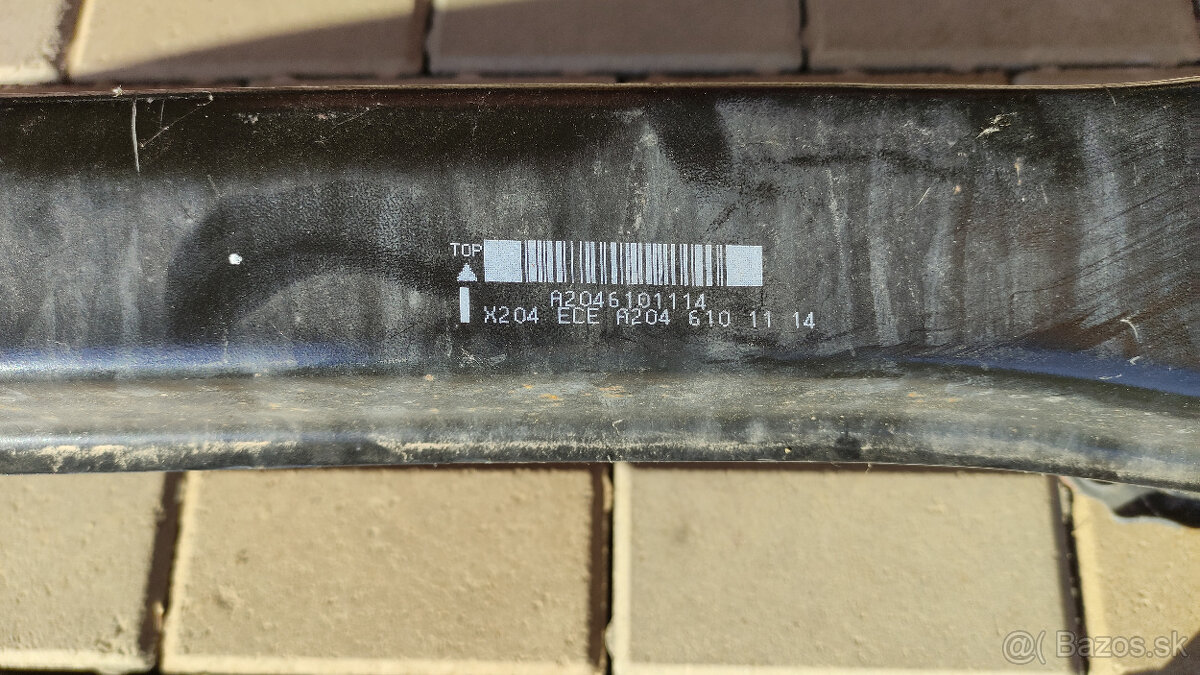 TOP
A2046101114
X204 ECE A204 610 11 14
@( Bazos.sk